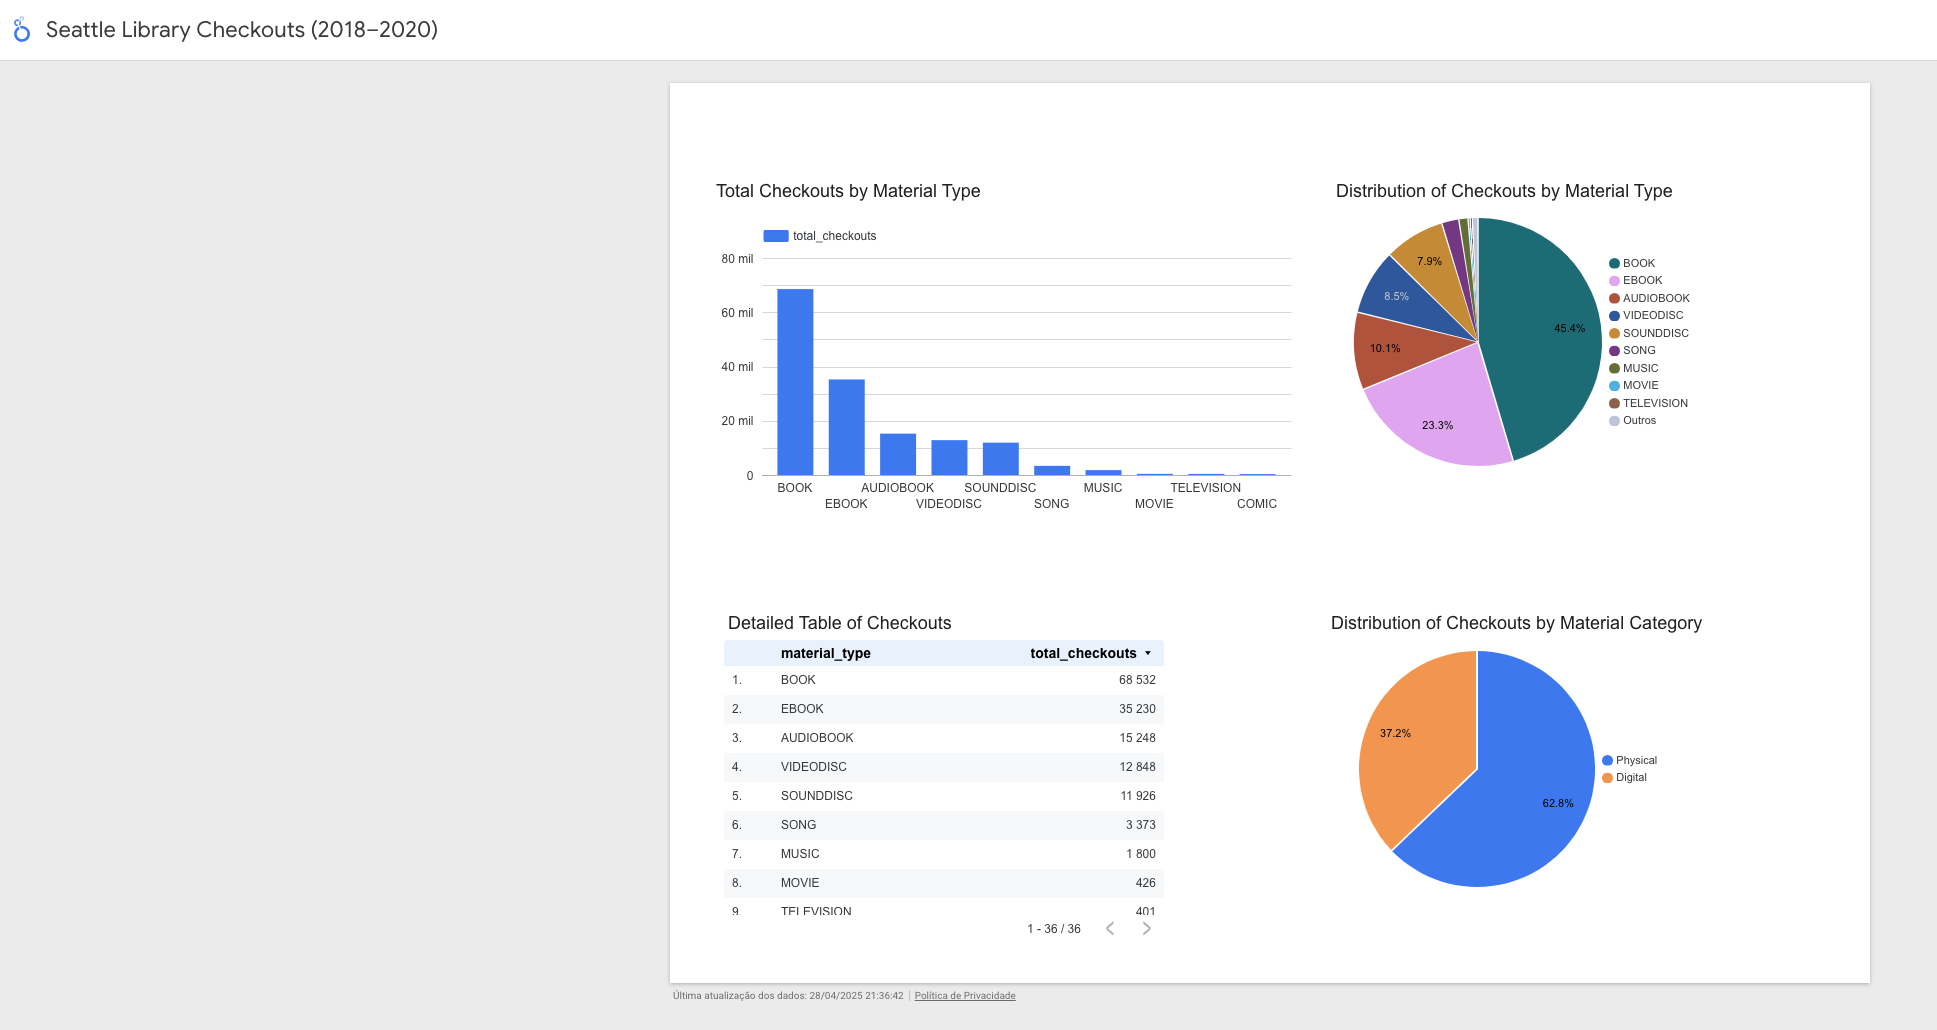 Seattle Library Checkouts (2018–2020)
Total Checkouts by Material Type
total_checkouts
80 mil
60 mil
40 mil
20 mil
0
BOOK
EBOOK
AUDIOBOOK
VIDEODISC
SOUNDDISC
SONG
MUSIC
MOVIE
TELEVISION
COMIC
Distribution of Checkouts by Material Type
45.4%
23.3%
10.1%
8.5%
7.9%
BOOK
EBOOK
AUDIOBOOK
VIDEODISC
SOUNDDISC
SONG
MUSIC
MOVIE
TELEVISION
Outros
Detailed Table of Checkouts
material_type total_checkouts
1. BOOK 68 532
2. EBOOK 35 230
3. AUDIOBOOK 15 248
4. VIDEODISC 12 848
5. SOUNDDISC 11 926
6. SONG 3 373
7. MUSIC 1 800
8. MOVIE 426
9. TELEVISION 401
1 - 36 / 36
Distribution of Checkouts by Material Category
37.2%
62.8%
Physical
Digital
Última atualização dos dados: 28/04/2025 21:36:42 Política de Privacidade